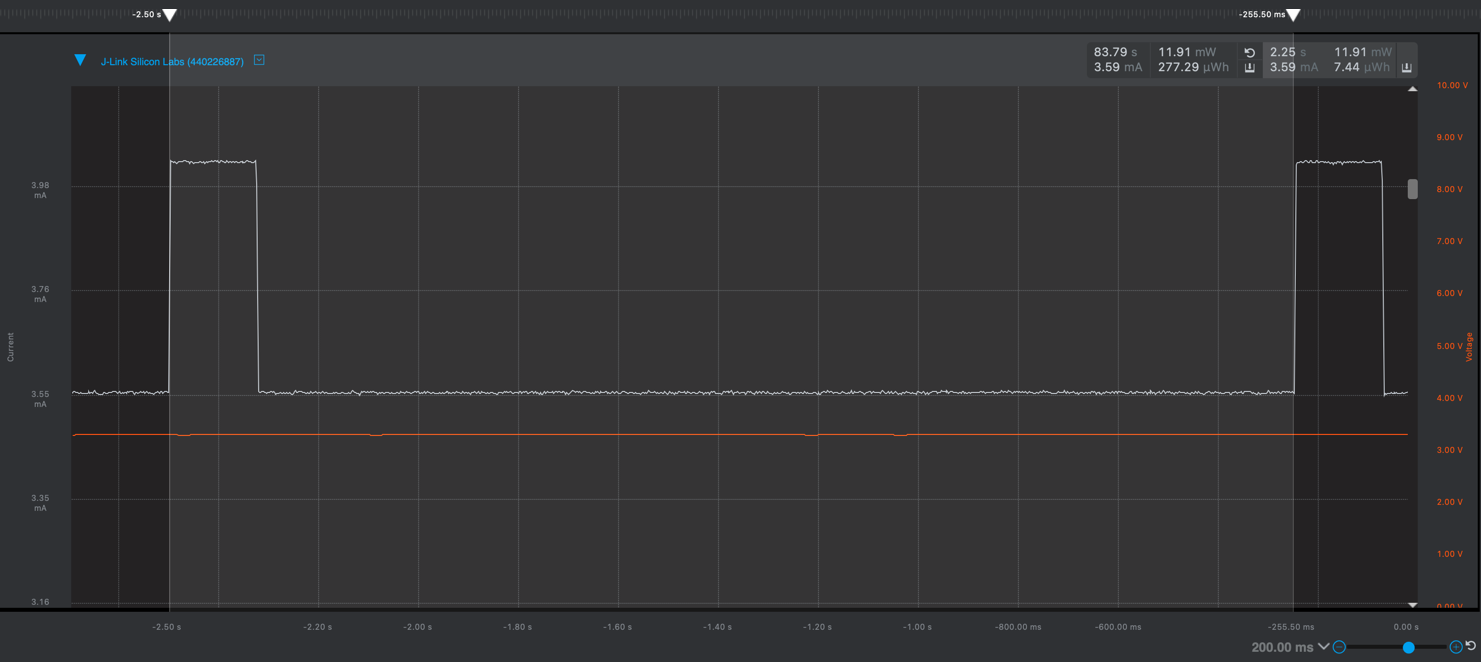 -2.50 s
-255.50 ms
J-Link Silicon Labs (440226887)
83.79 s 11.91 mW 2.25 s 11.91 mW
3.59 mA 277.29 µWh 3.59 mA 7.44 µWh
10.00 V
9.00 V
3.98 mA
8.00 V
7.00 V
3.76 mA
6.00 V
Current
5.00 V
Voltage
3.55 mA
4.00 V
3.00 V
3.35 mA
2.00 V
1.00 V
3.16
0.00 V
-2.50 s -2.20 s -2.00 s -1.80 s -1.60 s -1.40 s -1.20 s -1.00 s -800.00 ms -600.00 ms -255.50 ms 0.00 s
200.00 ms